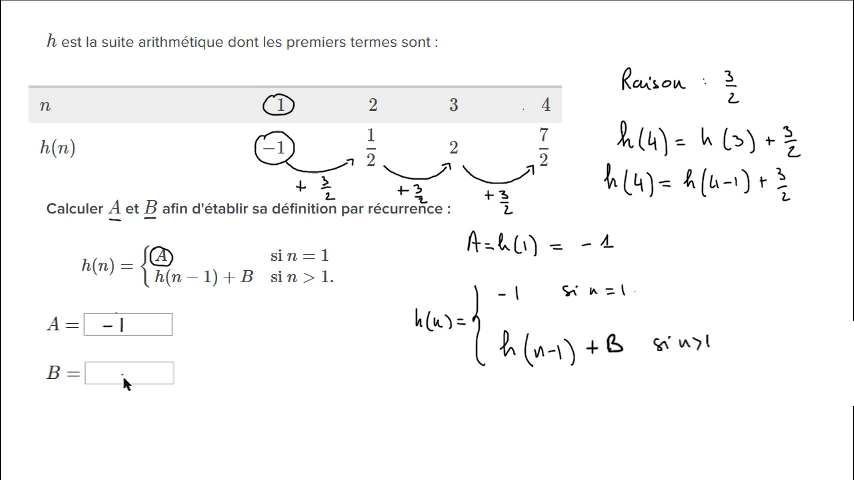 h est la suite arithmétique dont les premiers termes sont :
n 1 2 3 4
h(n) −1 1/2 2 7/2
+ 3/2 + 3/2 + 3/2
Calculer A et B afin d'établir sa définition par récurrence :
h(n) = { A si n = 1
h(n − 1) + B si n > 1.
A = -1
B =
Raison : 3/2
h(4) = h(3) + 3/2
h(4) = h(4-1) + 3/2
A = h(1) = -1
h(n) = { -1 si n = 1.
h(n-1) + B si n>1